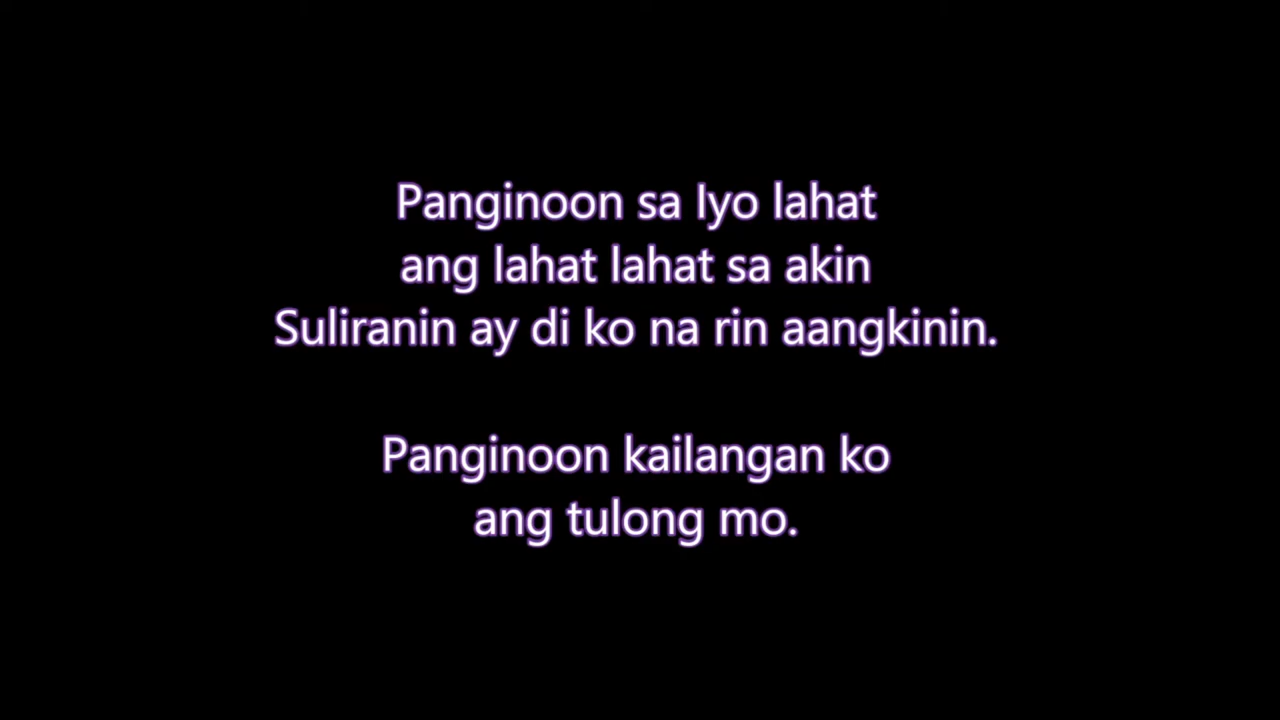 Panginoon sa Iyo lahat
ang lahat lahat sa akin
Suliranin ay di ko na rin aangkinin.
Panginoon kailangan ko
ang tulong mo.